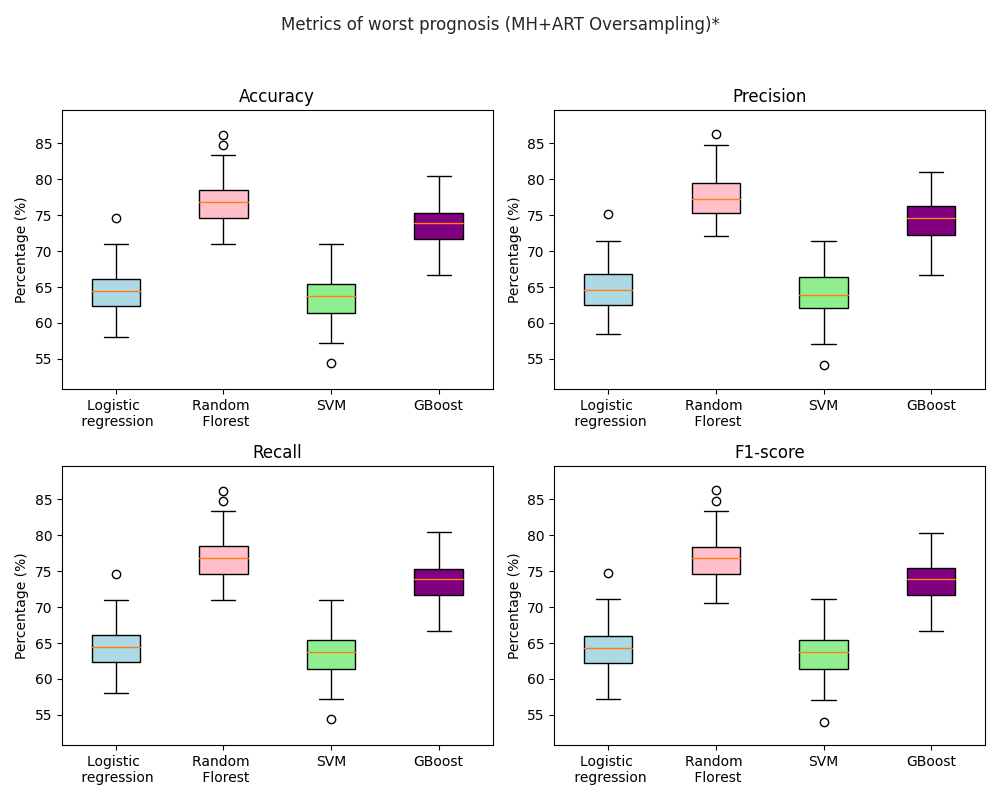 Metrics of worst prognosis (MH+ART Oversampling)*
Accuracy
Percentage (%)
85
80
75
70
65
60
55
Logistic
regression
Random
Florest
SVM
GBoost
Precision
Percentage (%)
85
80
75
70
65
60
55
Logistic
regression
Random
Florest
SVM
GBoost
Recall
Percentage (%)
85
80
75
70
65
60
55
Logistic
regression
Random
Florest
SVM
GBoost
F1-score
Percentage (%)
85
80
75
70
65
60
55
Logistic
regression
Random
Florest
SVM
GBoost